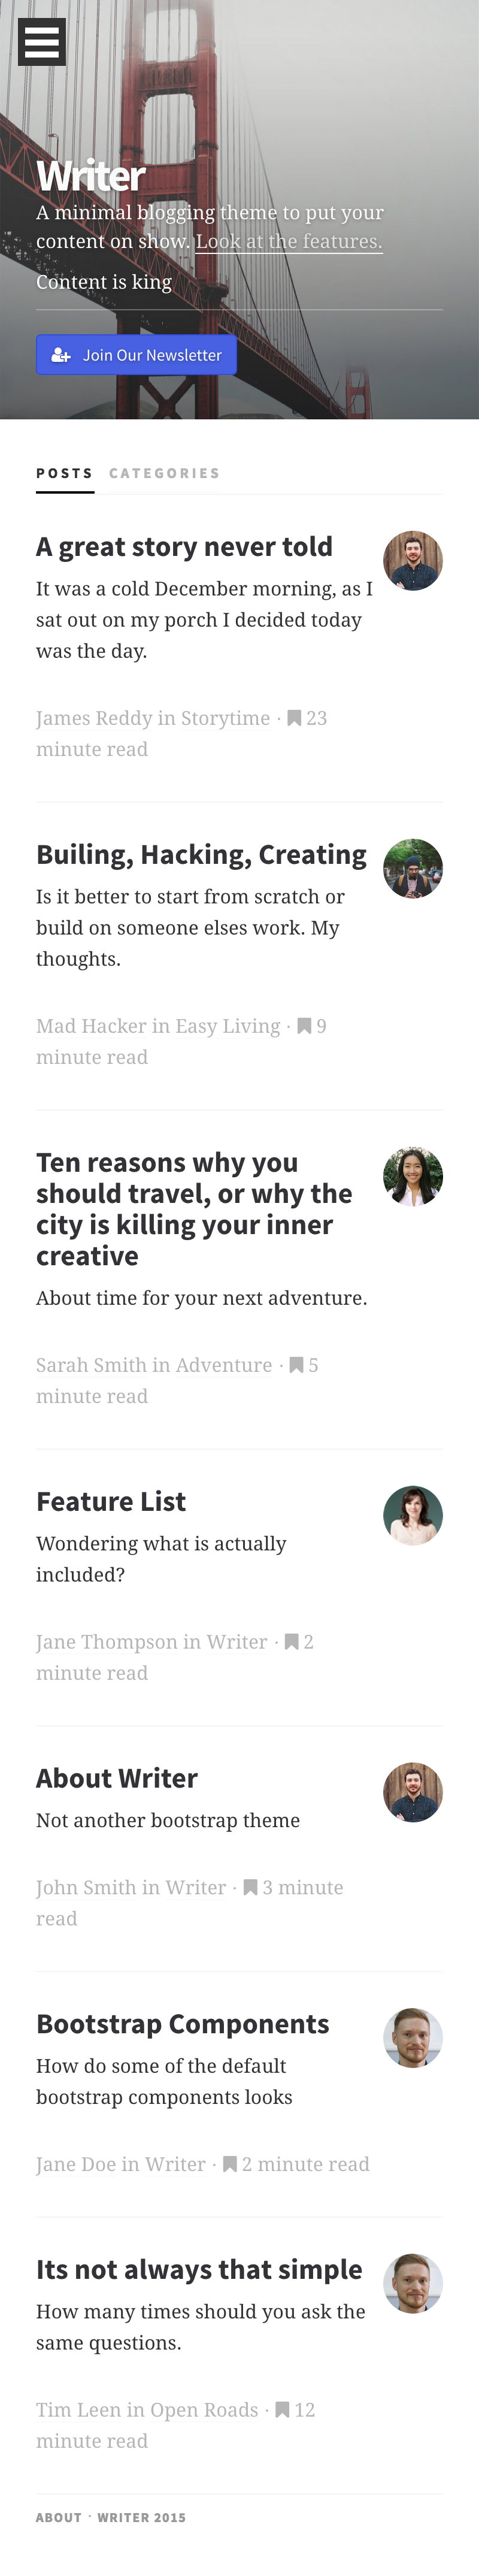 Writer
A minimal blogging theme to put your
content on show. Look at the features.
Content is king
Join Our Newsletter
POSTS CATEGORIES
A great story never told
It was a cold December morning, as I
sat out on my porch I decided today
was the day.
James Reddy in Storytime · 23
minute read
Builing, Hacking, Creating
Is it better to start from scratch or
build on someone elses work. My
thoughts.
Mad Hacker in Easy Living · 9
minute read
Ten reasons why you
should travel, or why the
city is killing your inner
creative
About time for your next adventure.
Sarah Smith in Adventure · 5
minute read
Feature List
Wondering what is actually
included?
Jane Thompson in Writer · 2
minute read
About Writer
Not another bootstrap theme
John Smith in Writer · 3 minute
read
Bootstrap Components
How do some of the default
bootstrap components looks
Jane Doe in Writer · 2 minute read
Its not always that simple
How many times should you ask the
same questions.
Tim Leen in Open Roads · 12
minute read
ABOUT · WRITER 2015